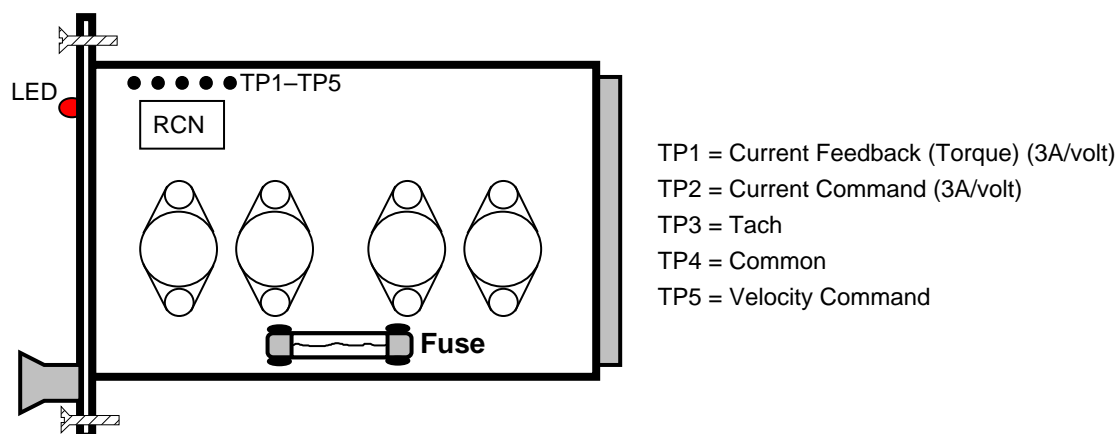 LED
TP1–TP5
RCN
Fuse
TP1 = Current Feedback (Torque) (3A/volt)
TP2 = Current Command (3A/volt)
TP3 = Tach
TP4 = Common
TP5 = Velocity Command